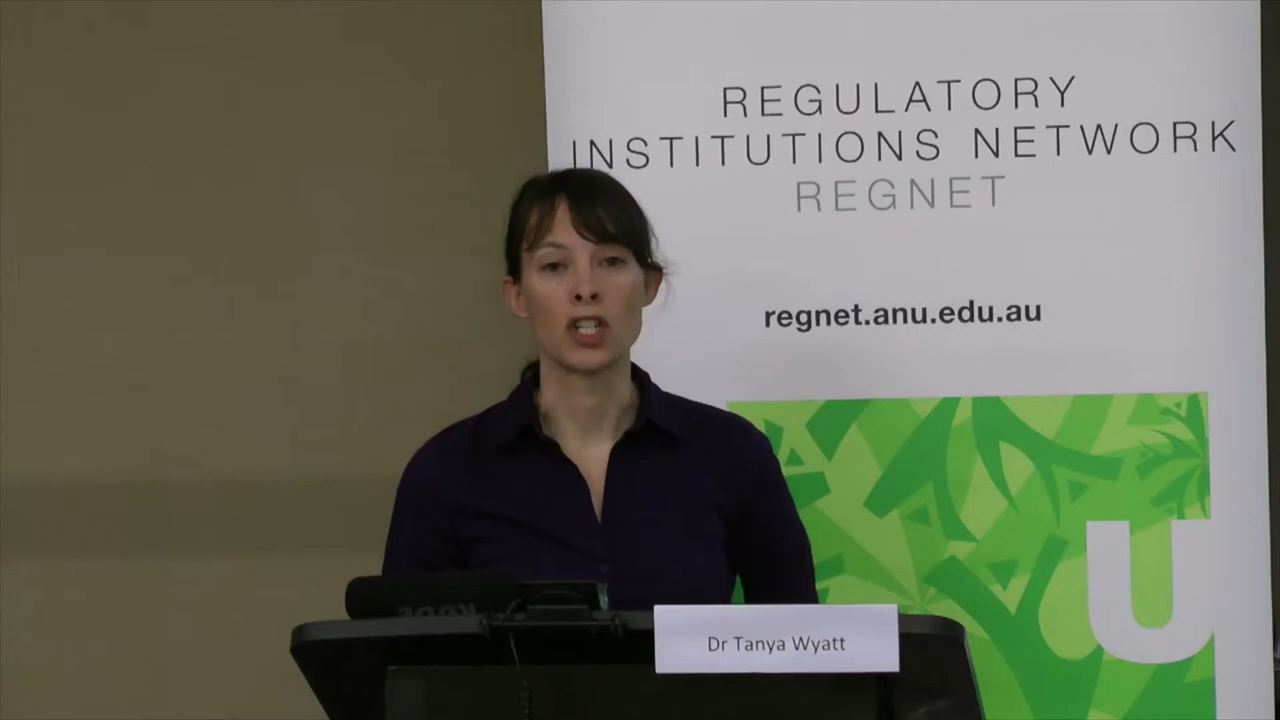 REGULATORY
INSTITUTIONS NETWORK
REGNET
regnet.anu.edu.au
U
Dr Tanya Wyatt